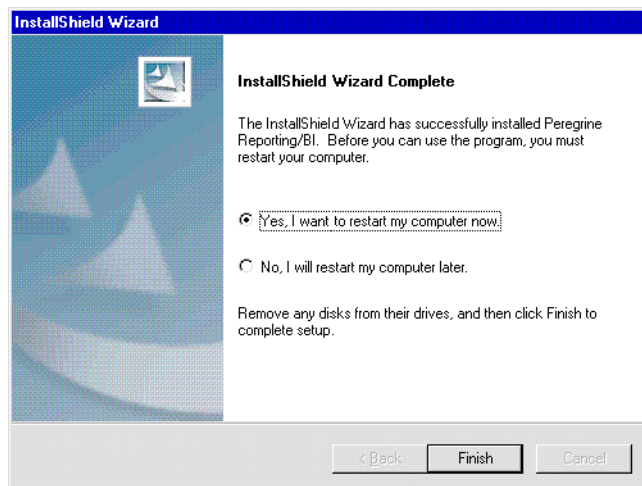 InstallShield Wizard
InstallShield Wizard Complete
The InstallShield Wizard has successfully installed Peregrine
Reporting/BI. Before you can use the program, you must
restart your computer.
Yes, I want to restart my computer now.
No, I will restart my computer later.
Remove any disks from their drives, and then click Finish to
complete setup.
< Back
Finish
Cancel